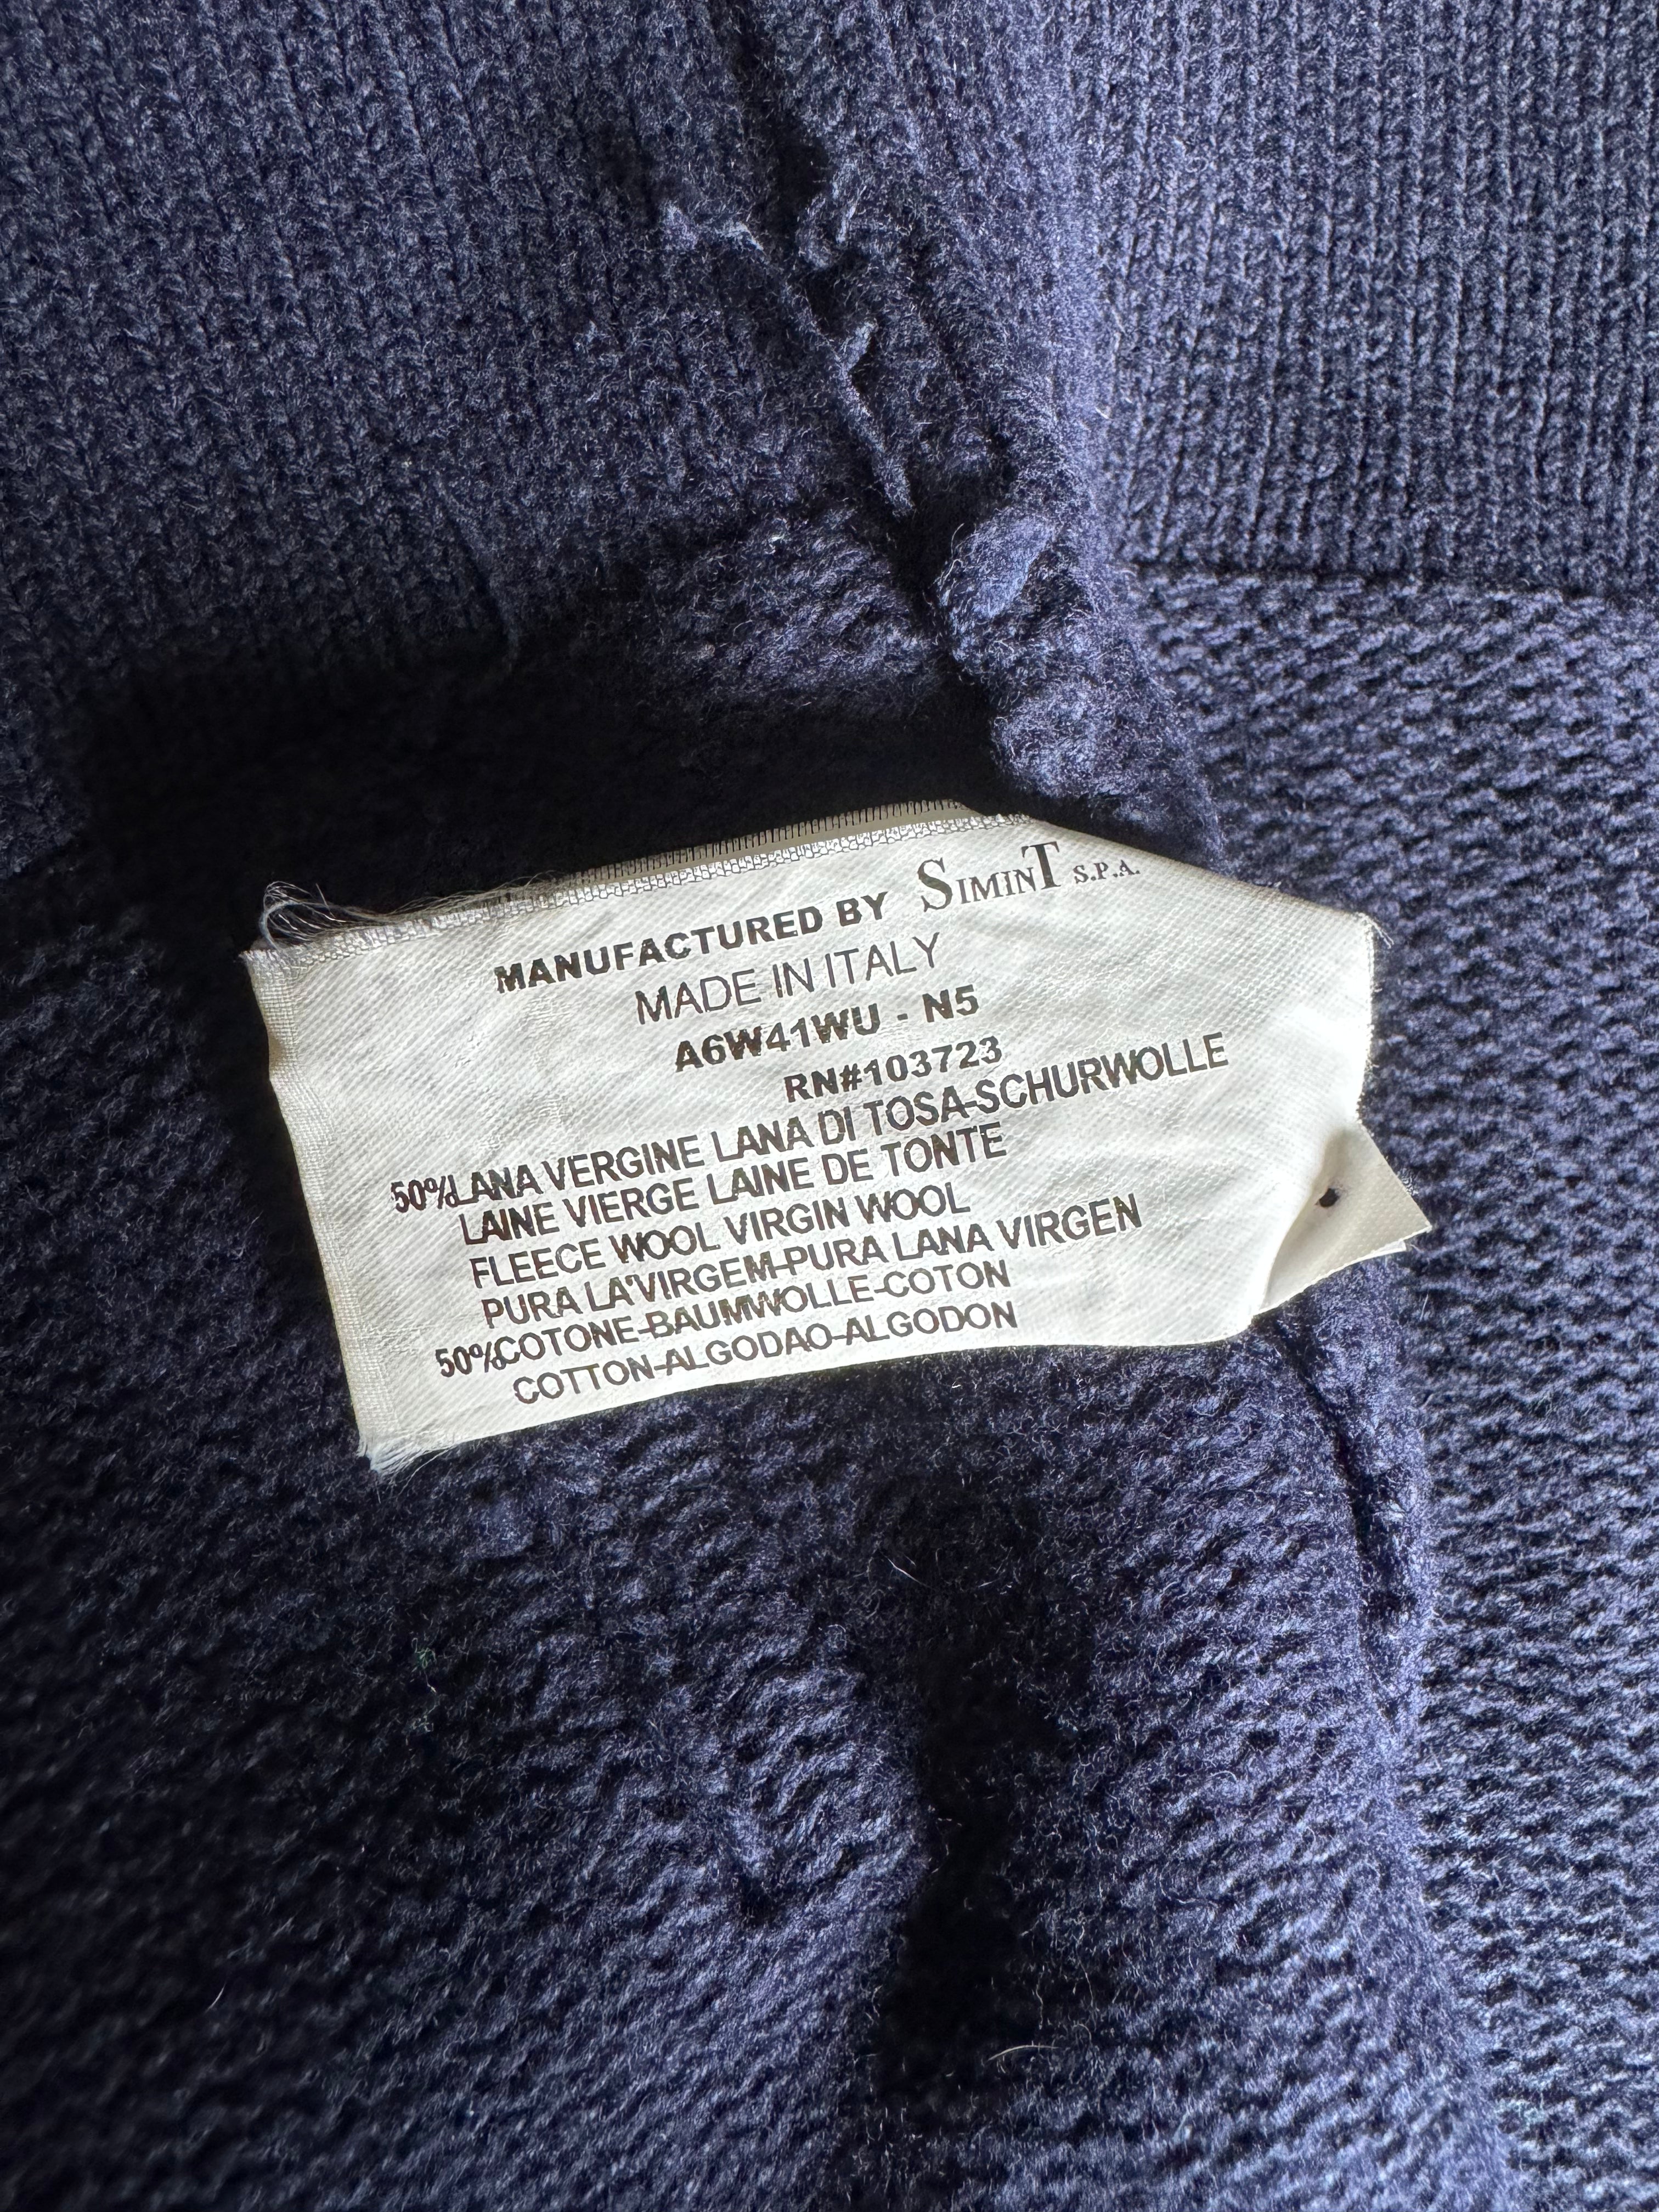 MANUFACTURED BY SIMINT S.P.A.
MADE IN ITALY
A6W41WU - N5
RN#103723
50%LANA VERGINE LANA DI TOSA-SCHURWOLLE
LAINE VIERGE LAINE DE TONTE
FLEECE WOOL VIRGIN WOOL
PURA LA'VIRGEM-PURA LANA VIRGEN
50%COTONE-BAUMWOLLE-COTON
COTTON-ALGODAO-ALGODON